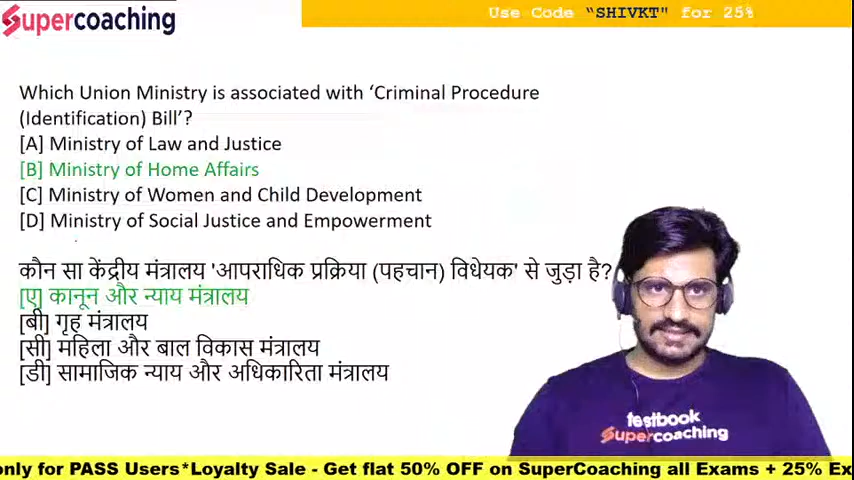 Supercoaching
Use Code “SHIVKT" for 25%
Which Union Ministry is associated with ‘Criminal Procedure
(Identification) Bill’?
[A] Ministry of Law and Justice
[B] Ministry of Home Affairs
[C] Ministry of Women and Child Development
[D] Ministry of Social Justice and Empowerment
कौन सा केंद्रीय मंत्रालय 'आपराधिक प्रक्रिया (पहचान) विधेयक' से जुड़ा है?
[ए] कानून और न्याय मंत्रालय
[बी] गृह मंत्रालय
[सी] महिला और बाल विकास मंत्रालय
[डी] सामाजिक न्याय और अधिकारिता मंत्रालय
testbook
Supercoaching
only for PASS Users*Loyalty Sale - Get flat 50% OFF on SuperCoaching all Exams + 25% Ex